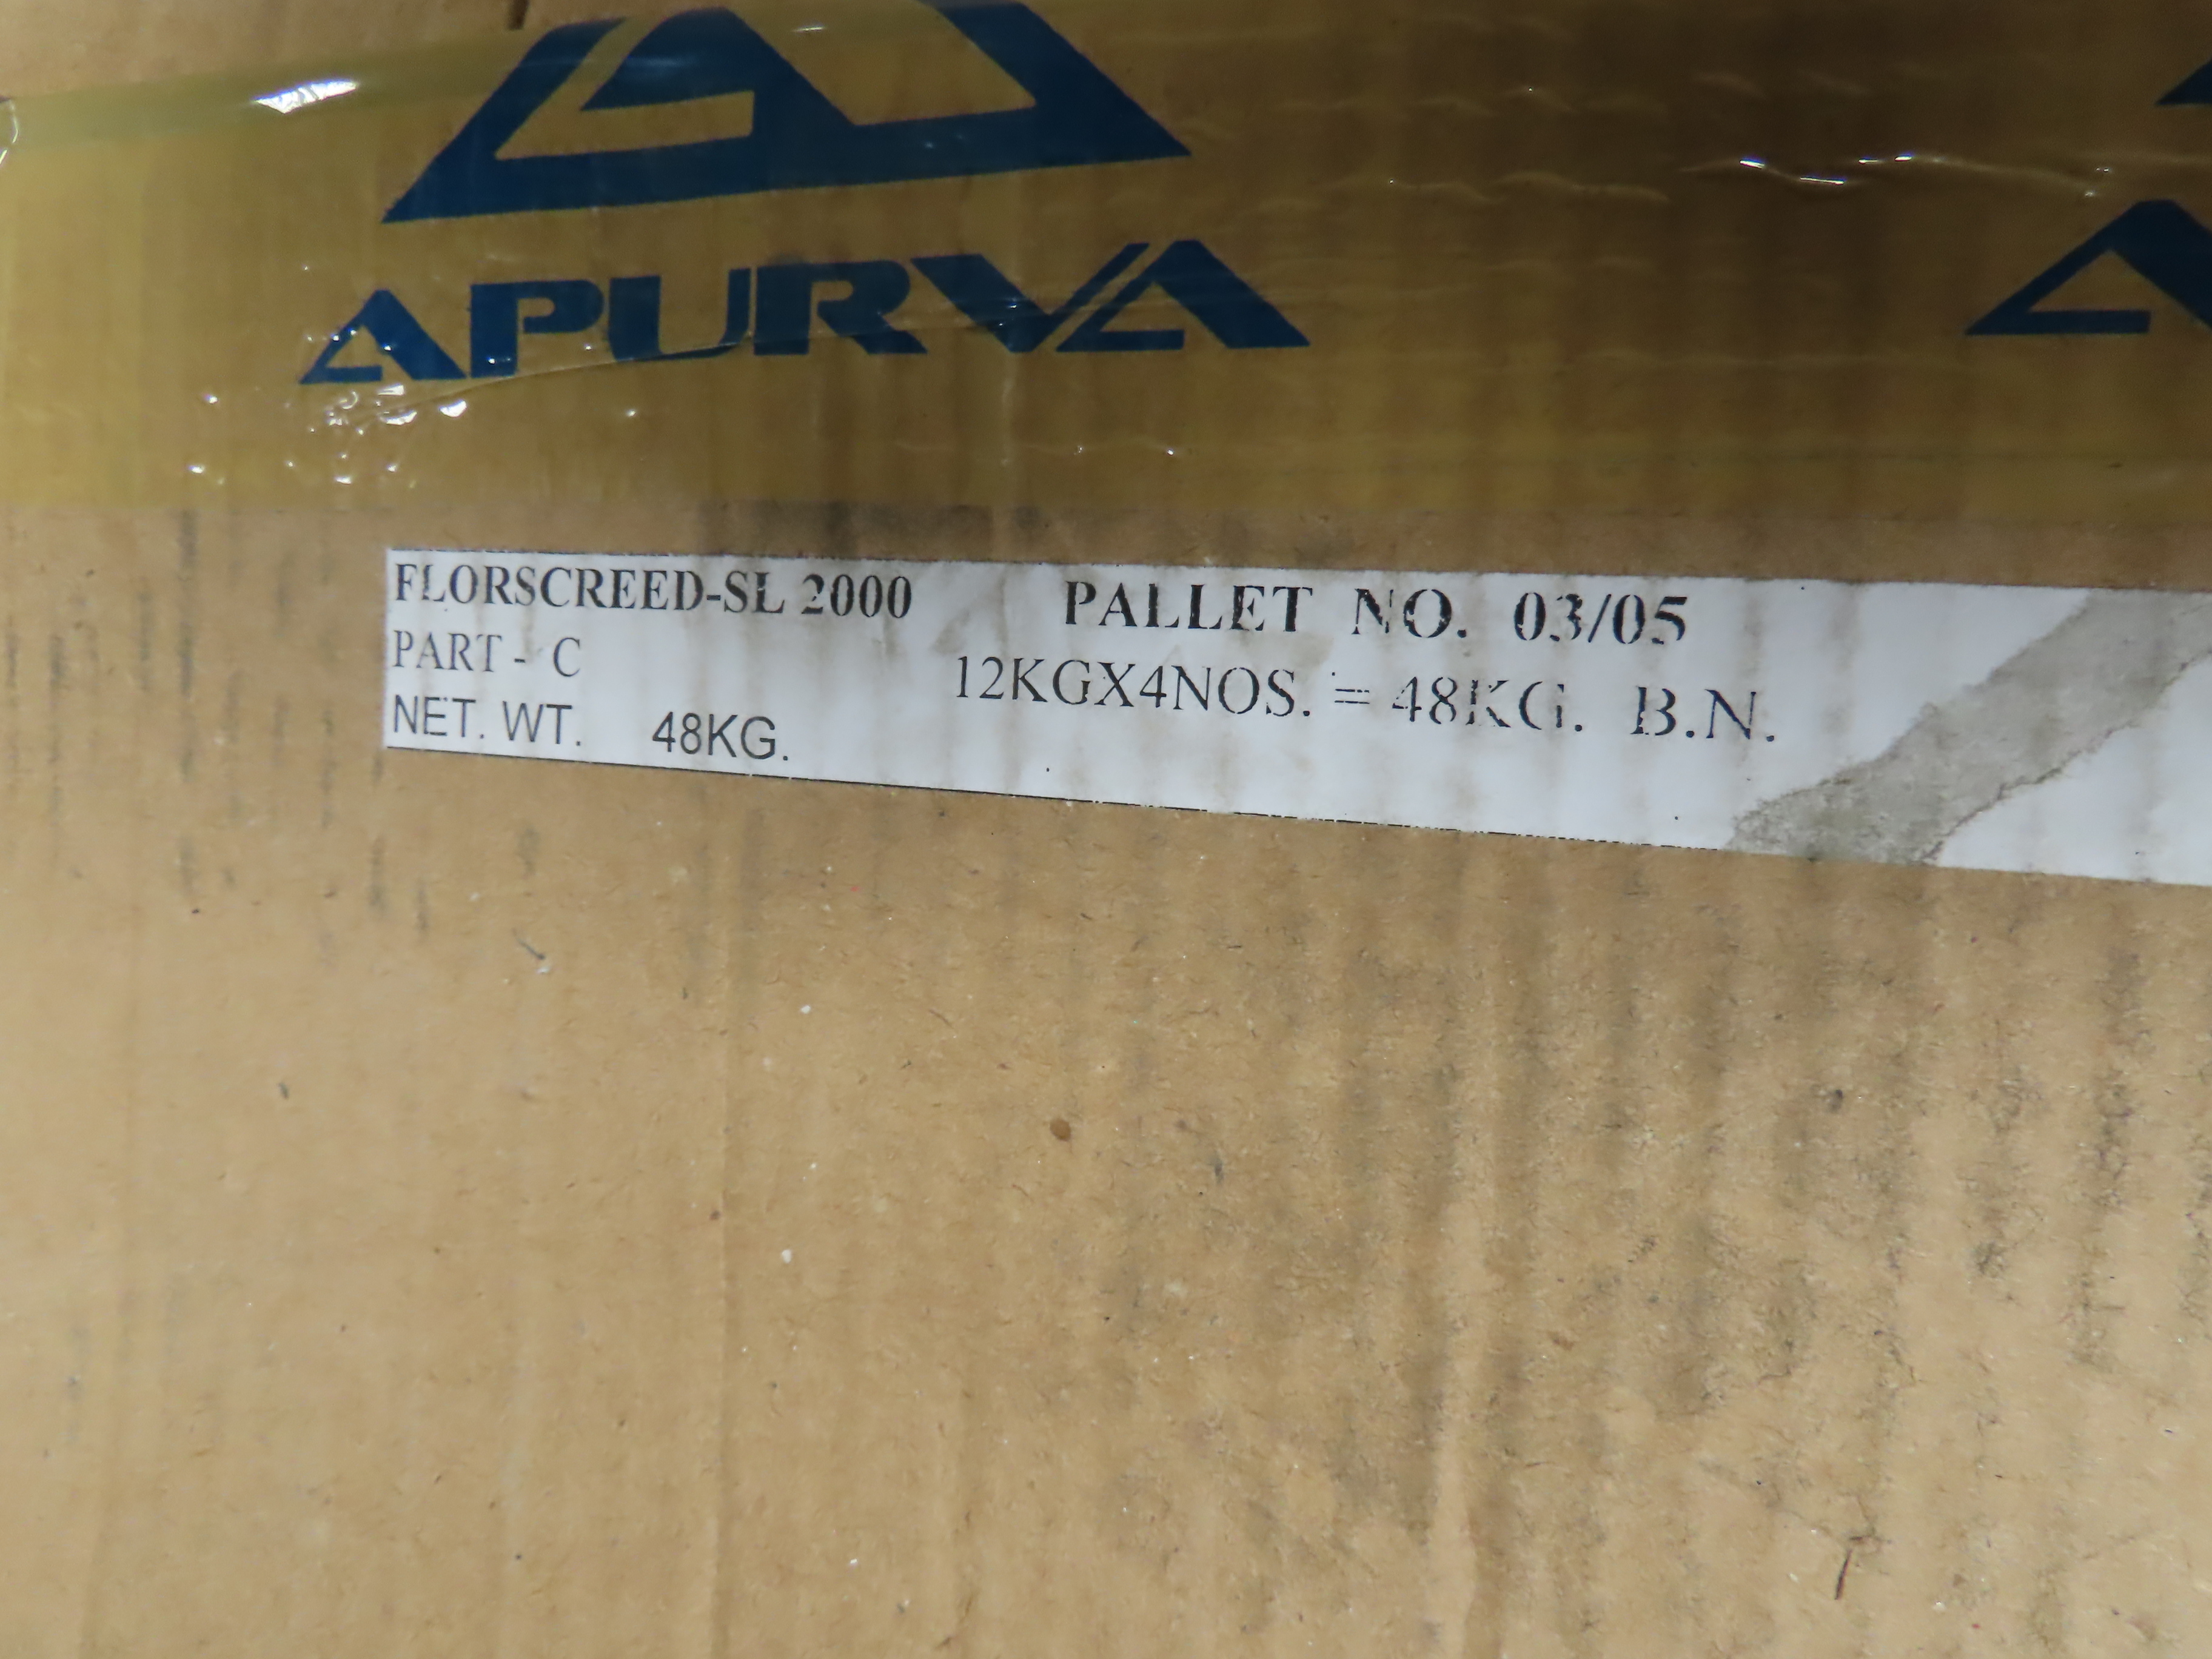 APURVA
FLORSCREED-SL 2000 PALLET NO. 03/05
PART - C 12KGX4NOS. = 48KG. B.N.
NET. WT. 48KG.